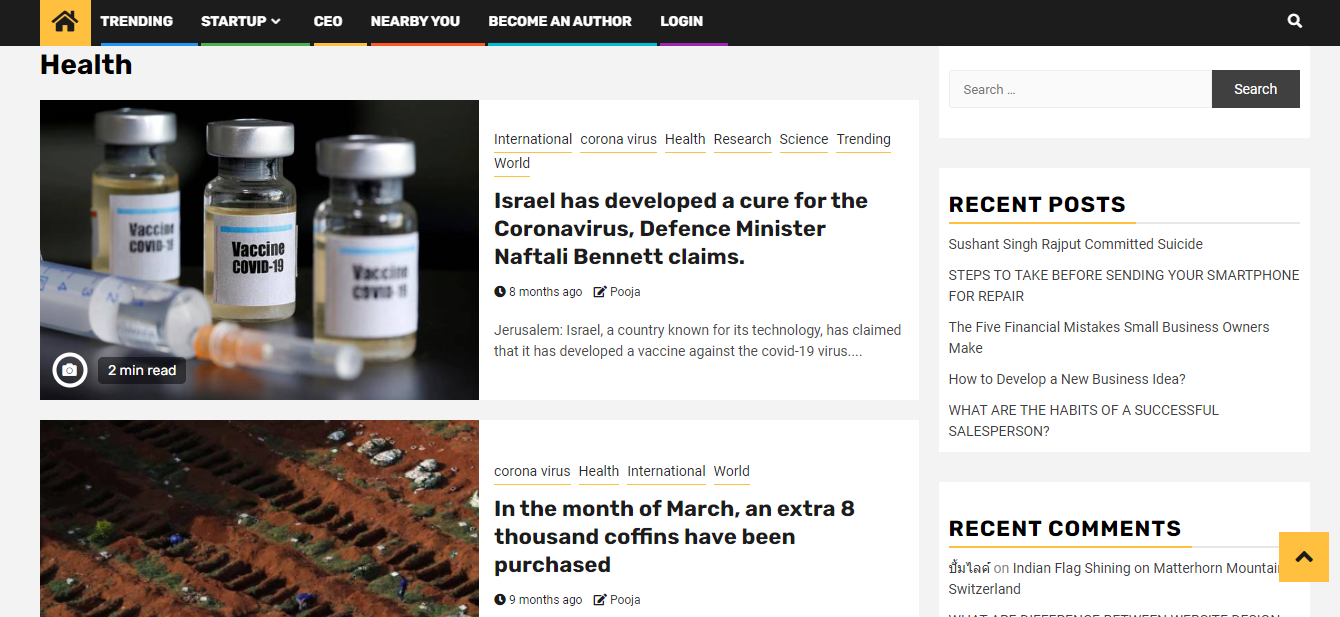 TRENDING STARTUP CEO NEARBY YOU BECOME AN AUTHOR LOGIN
Health
Vaccine
COVID-19
Vaccine
COVID-19
Vaccine
COVID-19
2 min read
International corona virus Health Research Science Trending
World
Israel has developed a cure for the
Coronavirus, Defence Minister
Naftali Bennett claims.
8 months ago Pooja
Jerusalem: Israel, a country known for its technology, has claimed
that it has developed a vaccine against the covid-19 virus....
corona virus Health International World
In the month of March, an extra 8
thousand coffins have been
purchased
9 months ago Pooja
Search …
Search
RECENT POSTS
Sushant Singh Rajput Committed Suicide
STEPS TO TAKE BEFORE SENDING YOUR SMARTPHONE
FOR REPAIR
The Five Financial Mistakes Small Business Owners
Make
How to Develop a New Business Idea?
WHAT ARE THE HABITS OF A SUCCESSFUL
SALESPERSON?
RECENT COMMENTS
ปั้มไลค์ on Indian Flag Shining on Matterhorn Mountain
Switzerland
WHAT ARE DIFFERENCE BETWEEN WEBSITE DESIGN